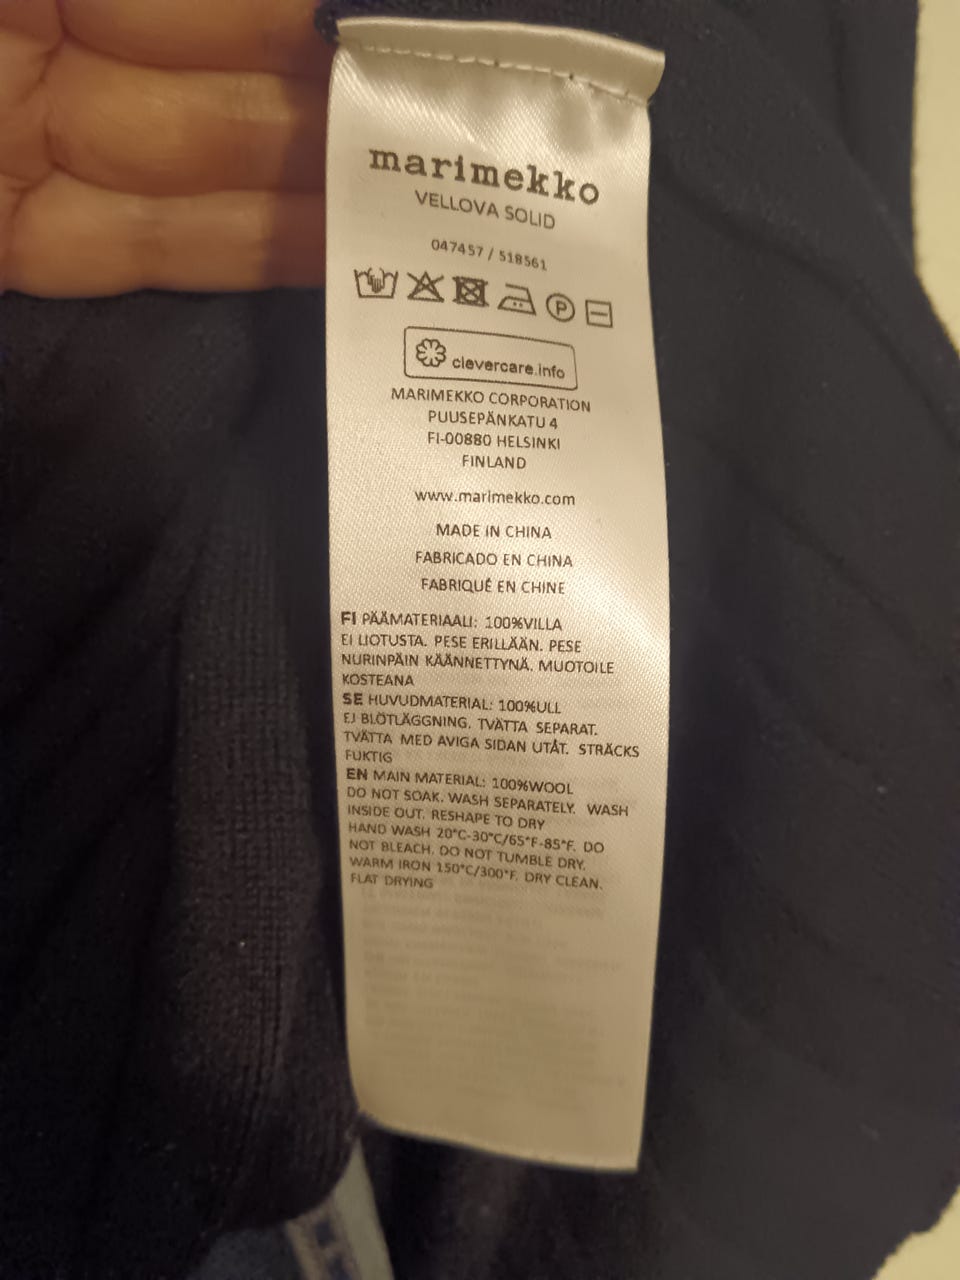 marimekko
VELLOVA SOLID
047457 / 518561
P
clevercare.info
MARIMEKKO CORPORATION
PUUSEPÄNKATU 4
FI-00880 HELSINKI
FINLAND
www.marimekko.com
MADE IN CHINA
FABRICADO EN CHINA
FABRIQUÉ EN CHINE
FI PÄÄMATERIAALI: 100%VILLA
EI LIOTUSTA. PESE ERILLÄÄN. PESE
NURINPÄIN KÄÄNNETTYNÄ. MUOTOILE
KOSTEANA
SE HUVUDMATERIAL: 100%ULL
EJ BLÖTLÄGGNING. TVÄTTA SEPARAT.
TVÄTTA MED AVIGA SIDAN UTÅT. STRÄCKS
FUKTIG
EN MAIN MATERIAL: 100%WOOL
DO NOT SOAK. WASH SEPARATELY. WASH
INSIDE OUT. RESHAPE TO DRY
HAND WASH 20°C-30°C/65°F-85°F. DO
NOT BLEACH. DO NOT TUMBLE DRY.
WARM IRON 150°C/300°F. DRY CLEAN.
FLAT DRYING